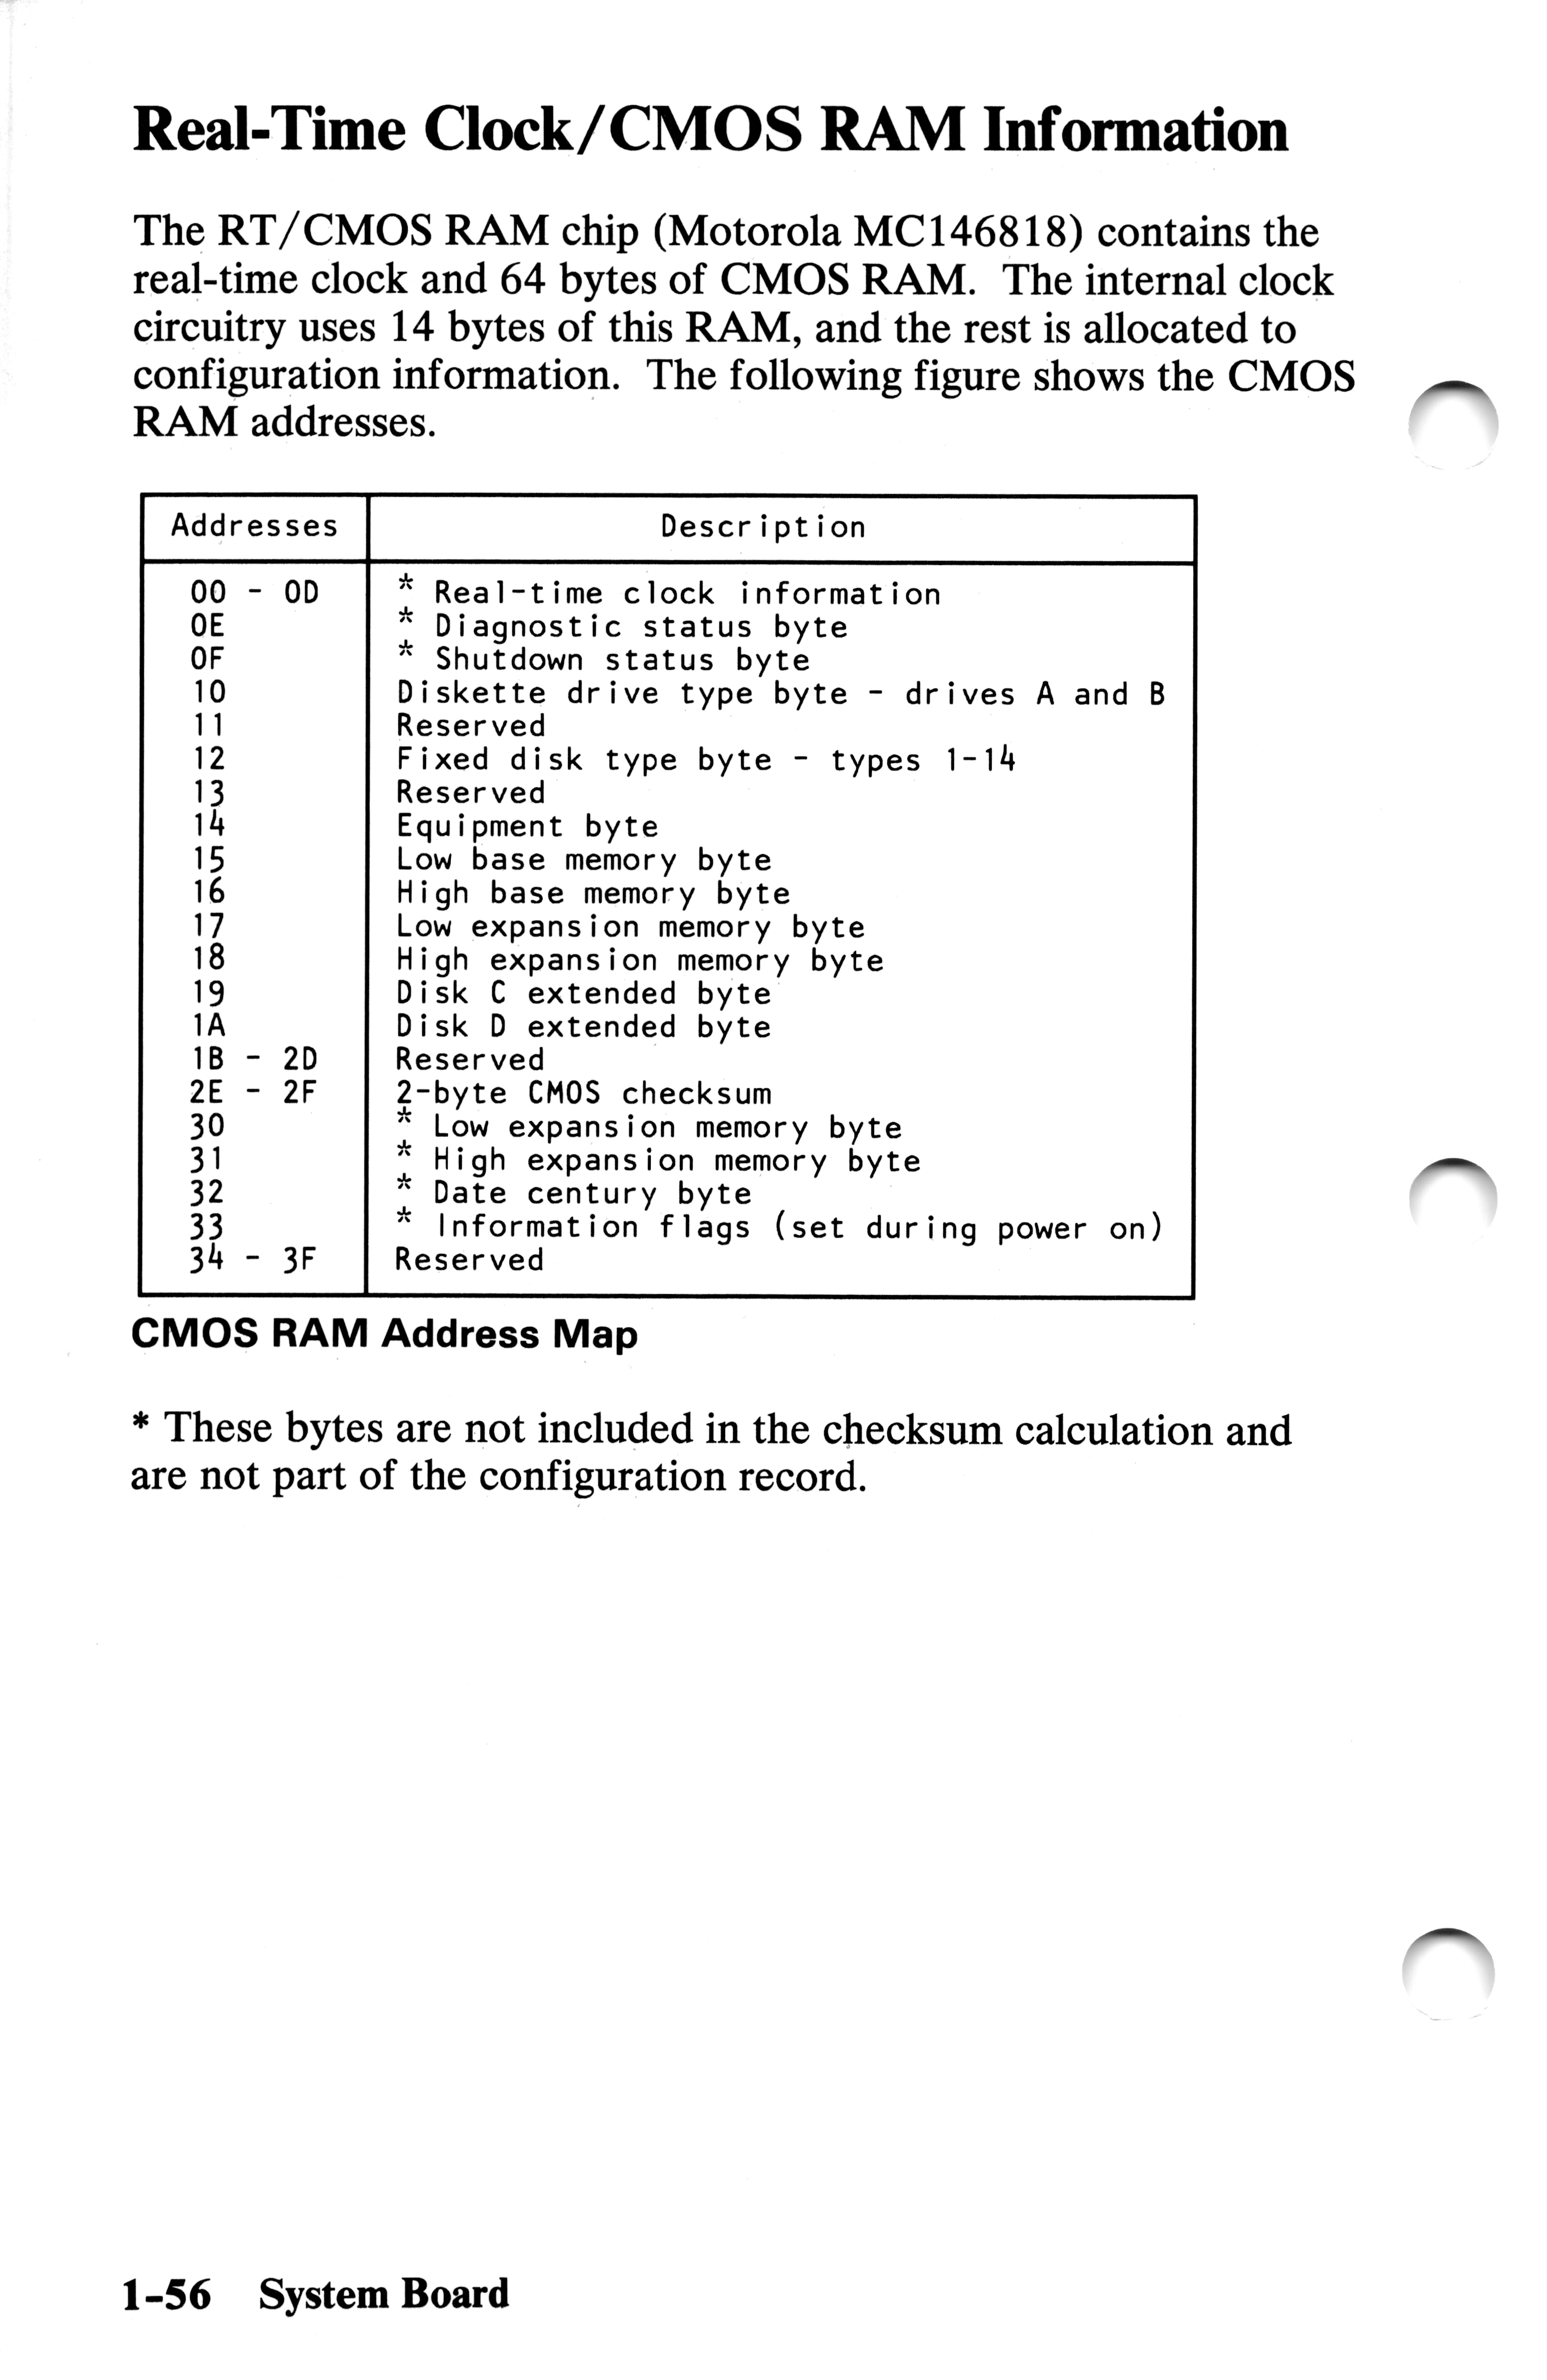 Real-Time Clock/CMOS RAM Information
The RT/CMOS RAM chip (Motorola MC146818) contains the
real-time clock and 64 bytes of CMOS RAM. The internal clock
circuitry uses 14 bytes of this RAM, and the rest is allocated to
configuration information. The following figure shows the CMOS
RAM addresses.
Addresses Description
00 - 0D * Real-time clock information
0E * Diagnostic status byte
0F * Shutdown status byte
10 Diskette drive type byte - drives A and B
11 Reserved
12 Fixed disk type byte - types 1-14
13 Reserved
14 Equipment byte
15 Low base memory byte
16 High base memory byte
17 Low expansion memory byte
18 High expansion memory byte
19 Disk C extended byte
1A Disk D extended byte
1B - 2D Reserved
2E - 2F 2-byte CMOS checksum
30 * Low expansion memory byte
31 * High expansion memory byte
32 * Date century byte
33 * Information flags (set during power on)
34 - 3F Reserved
CMOS RAM Address Map
* These bytes are not included in the checksum calculation and
are not part of the configuration record.
1-56 System Board